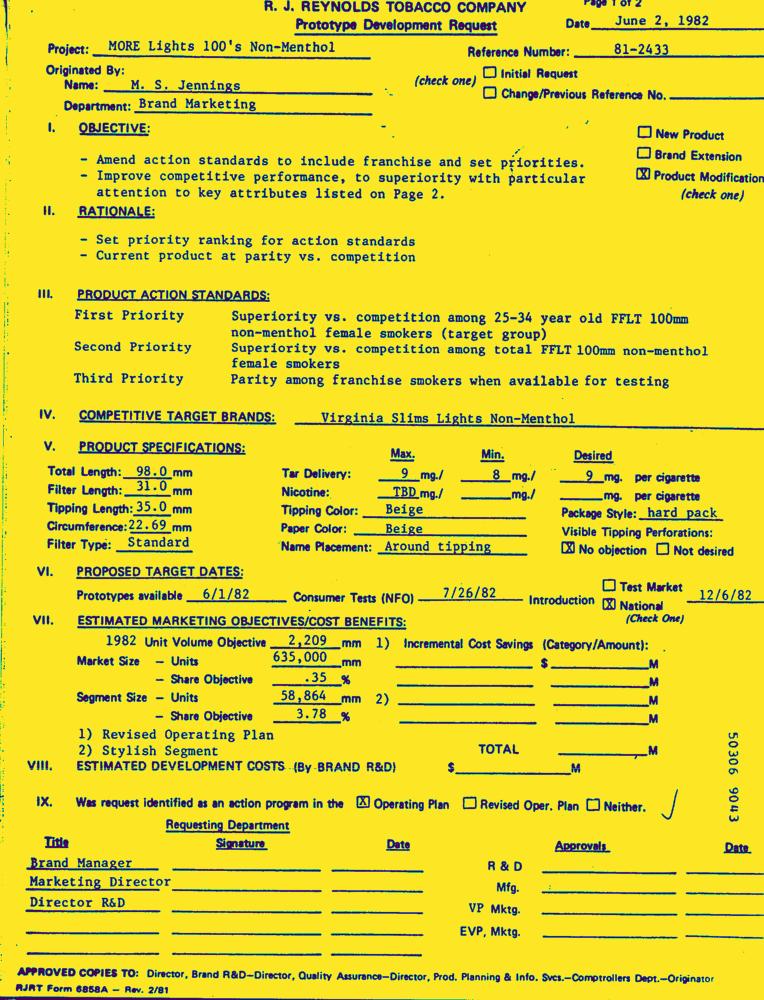 R. J. REYNOLDS TOBACCO COMPANY
Page 1 of 2
Prototype Development Request
Date June 2, 1982
Project: MORE Lights 100's Non-Menthol
Reference Number: 81-2433
Originated By:
Name: M. S. Jennings
(check one) ☐ Initial Request
☐ Change/Previous Reference No.
Department: Brand Marketing
I. OBJECTIVE:
☐ New Product
- Amend action standards to include franchise and set priorities.
☐ Brand Extension
- Improve competitive performance, to superiority with particular
☒ Product Modification
attention to key attributes listed on Page 2.
(check one)
II. RATIONALE:
- Set priority ranking for action standards
- Current product at parity vs. competition
III. PRODUCT ACTION STANDARDS:
First Priority Superiority vs. competition among 25-34 year old FFLT 100mm
non-menthol female smokers (target group)
Second Priority Superiority vs. competition among total FFLT 100mm non-menthol
female smokers
Third Priority Parity among franchise smokers when available for testing
IV. COMPETITIVE TARGET BRANDS: Virginia Slims Lights Non-Menthol
V. PRODUCT SPECIFICATIONS:
Max. Min. Desired
Total Length: 98.0 mm Tar Delivery: 9 mg./ 8 mg./ 9 mg. per cigarette
Filter Length: 31.0 mm Nicotine: TBD mg./ mg./ mg. per cigarette
Tipping Length: 35.0 mm Tipping Color: Beige Package Style: hard pack
Circumference: 22.69 mm Paper Color: Beige Visible Tipping Perforations:
Filter Type: Standard Name Placement: Around tipping ☒ No objection ☐ Not desired
VI. PROPOSED TARGET DATES:
Prototypes available 6/1/82 Consumer Tests (NFO) 7/26/82 Introduction ☐ Test Market
☒ National 12/6/82
(Check One)
VII. ESTIMATED MARKETING OBJECTIVES/COST BENEFITS:
1982 Unit Volume Objective 2,209 mm 1) Incremental Cost Savings (Category/Amount):
Market Size – Units 635,000 mm $ M
– Share Objective .35 % M
Segment Size – Units 58,864 mm 2) M
– Share Objective 3.78 % M
1) Revised Operating Plan
2) Stylish Segment TOTAL M
VIII. ESTIMATED DEVELOPMENT COSTS (By BRAND R&D) $ M
IX. Was request identified as an action program in the ☒ Operating Plan ☐ Revised Oper. Plan ☐ Neither.
Requesting Department
Title Signature Date Approvals Date
Brand Manager R & D
Marketing Director Mfg.
Director R&D VP Mktg.
EVP, Mktg.
APPROVED COPIES TO: Director, Brand R&D–Director, Quality Assurance–Director, Prod. Planning & Info. Svcs.–Comptrollers Dept.–Originator
RJRT Form 6858A – Rev. 2/81
50306 9043